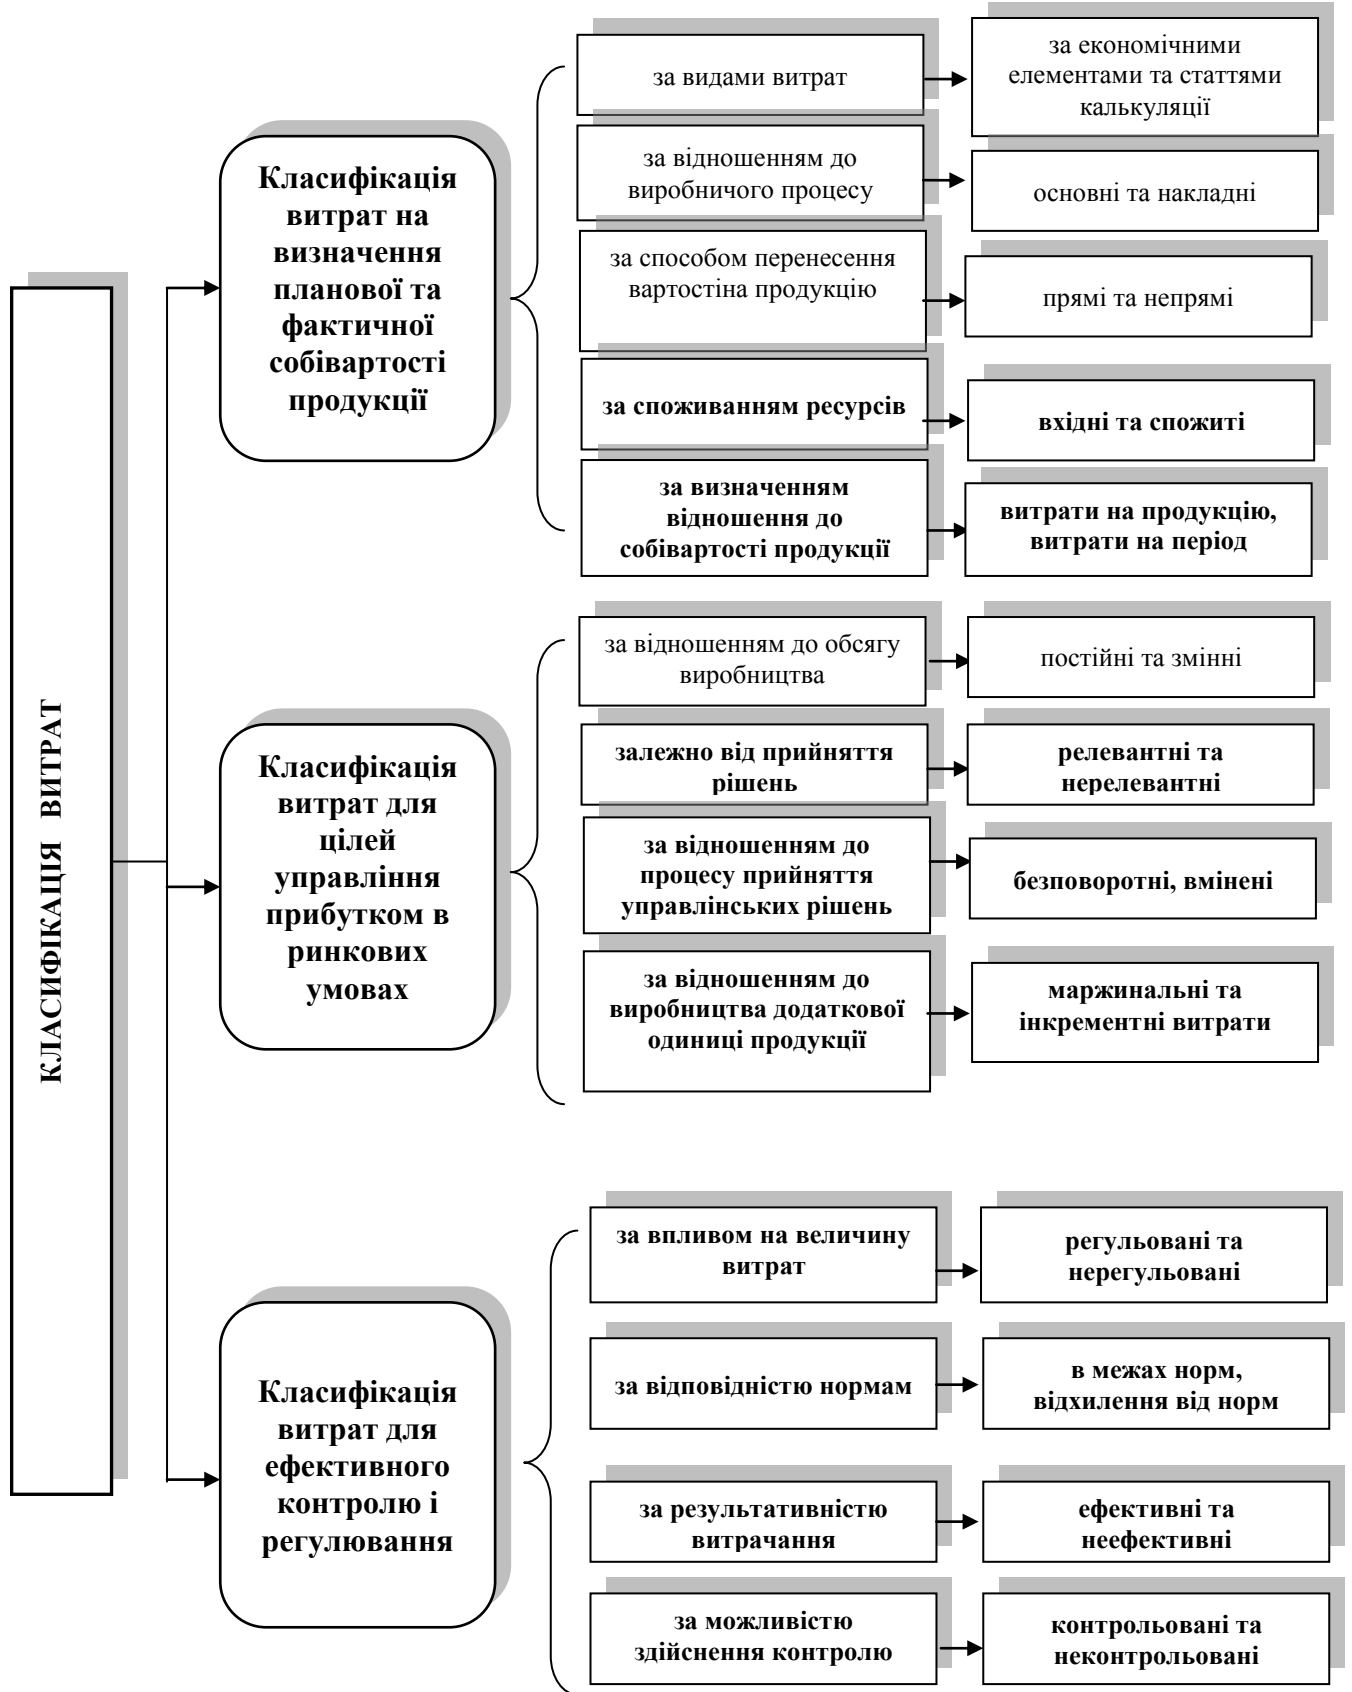 КЛАСИФІКАЦІЯ ВИТРАТ
Класифікація
витрат на
визначення
планової та
фактичної
собівартості
продукції
за видами витрат
за економічними
елементами та статтями
калькуляції
за відношенням до
виробничого процесу
основні та накладні
за способом перенесення
вартостіна продукцію
прямі та непрямі
за споживанням ресурсів
вхідні та спожиті
за визначенням
відношення до
собівартості продукції
витрати на продукцію,
витрати на період
Класифікація
витрат для
цілей
управління
прибутком в
ринкових
умовах
за відношенням до обсягу
виробництва
постійні та змінні
залежно від прийняття
рішень
релевантні та
нерелевантні
за відношенням до
процесу прийняття
управлінських рішень
безповоротні, вмінені
за відношенням до
виробництва додаткової
одиниці продукції
маржинальні та
інкрементні витрати
Класифікація
витрат для
ефективного
контролю і
регулювання
за впливом на величину
витрат
регульовані та
нерегульовані
за відповідністю нормам
в межах норм,
відхилення від норм
за результативністю
витрачання
ефективні та
неефективні
за можливістю
здійснення контролю
контрольовані та
неконтрольовані